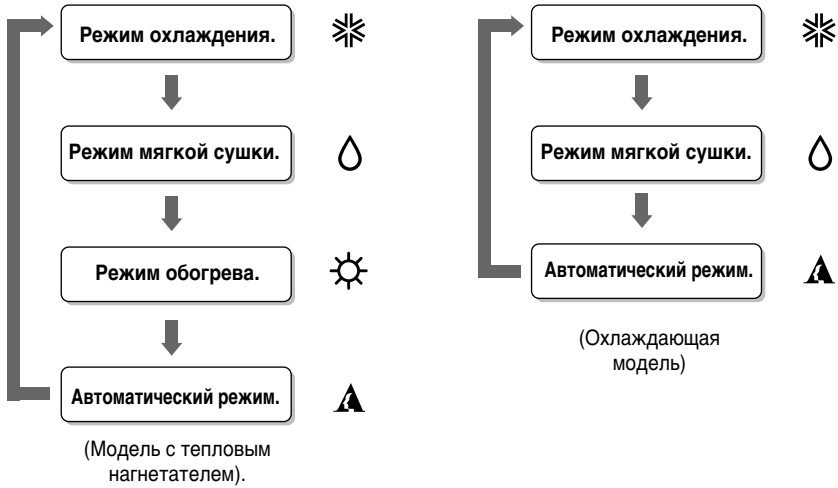 Режим охлаждения.
Режим мягкой сушки.
Режим обогрева.
Автоматический режим.
(Модель с тепловым
нагнетателем).
Режим охлаждения.
Режим мягкой сушки.
Автоматический режим.
(Охлаждающая
модель)